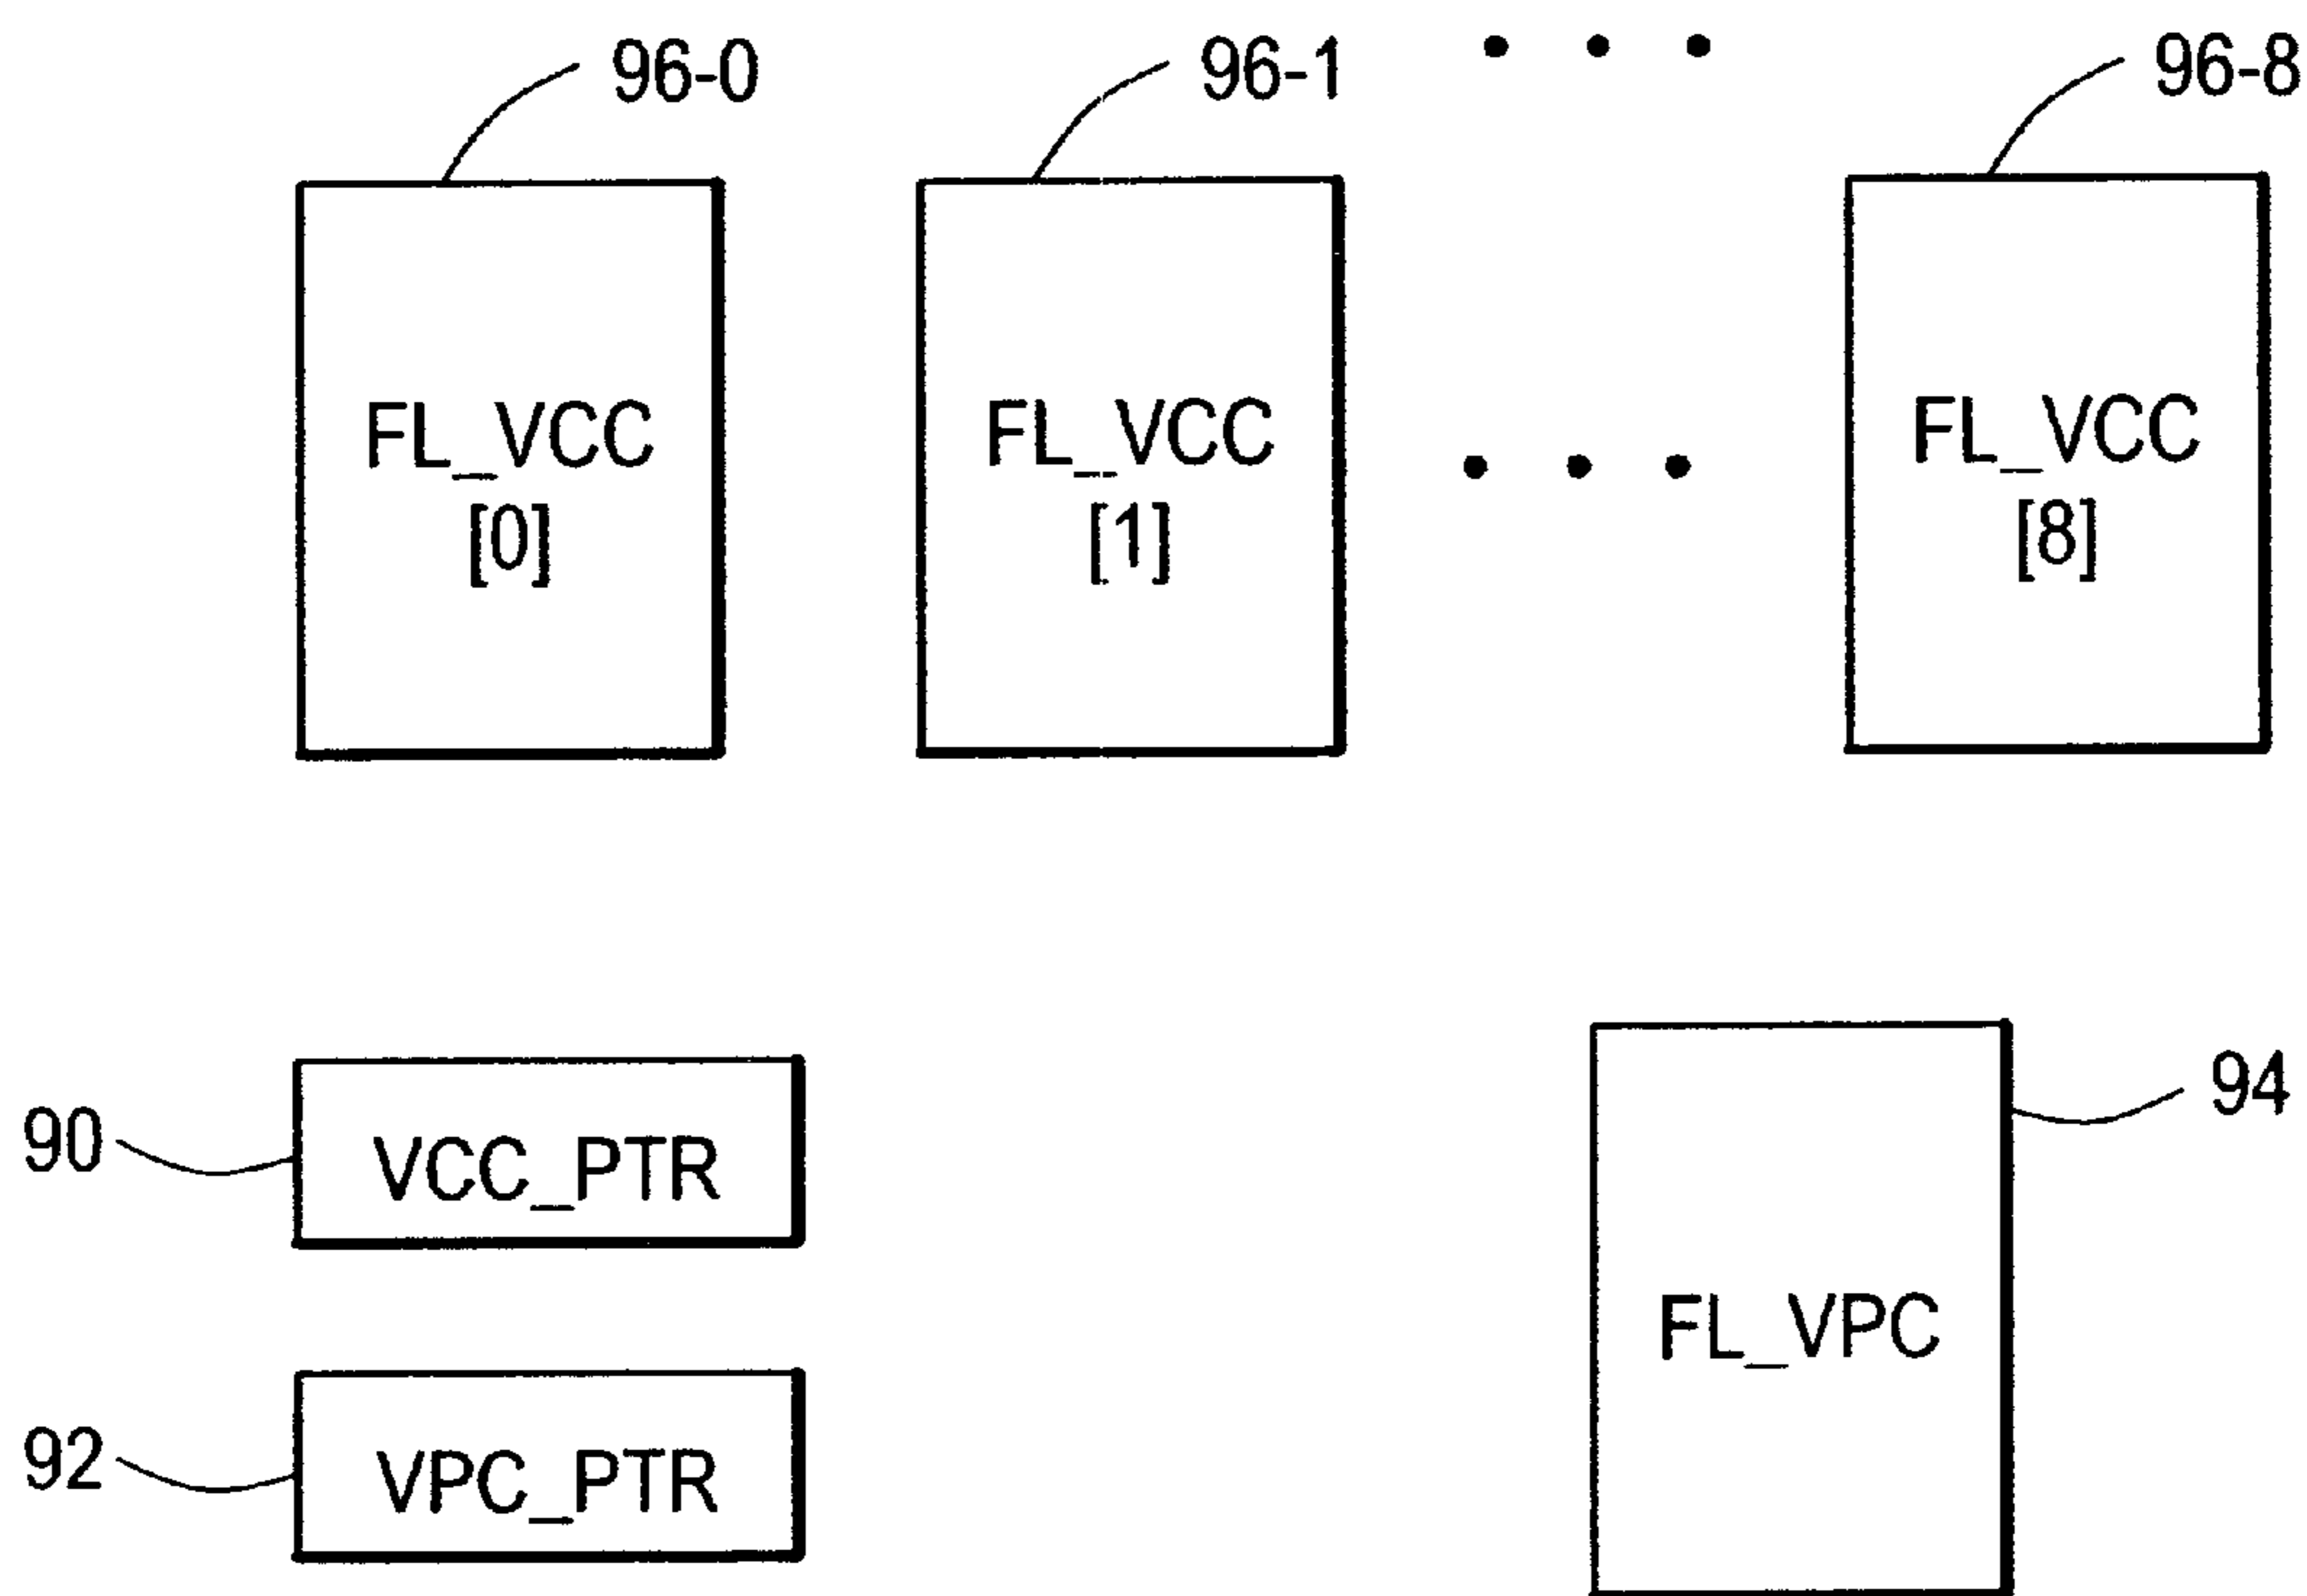 96-0 96-1 • • • 96-8
FL_VCC FL_VCC • • • FL_VCC
[0] [1] [8]
90 VCC_PTR 94
FL_VPC
92 VPC_PTR